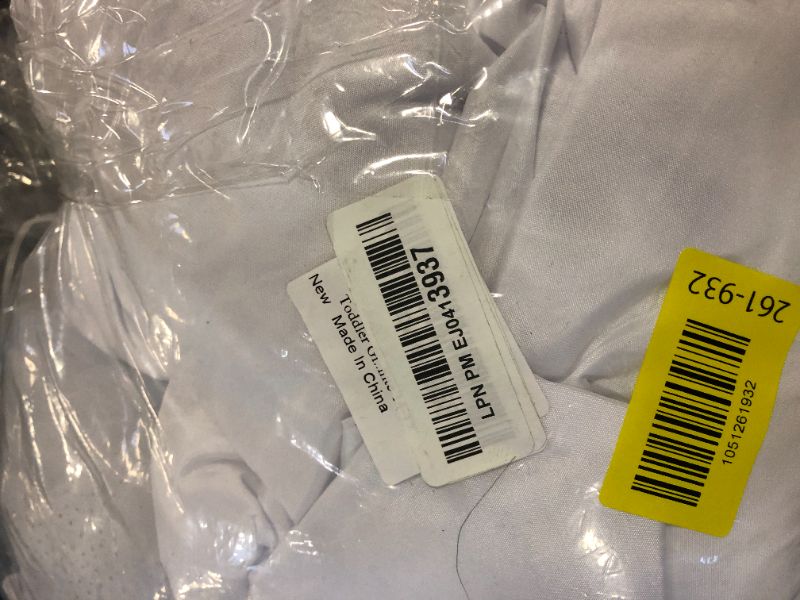 LPN PM EJ0413937
Toddler
New
Made In China
261-932
1051261932